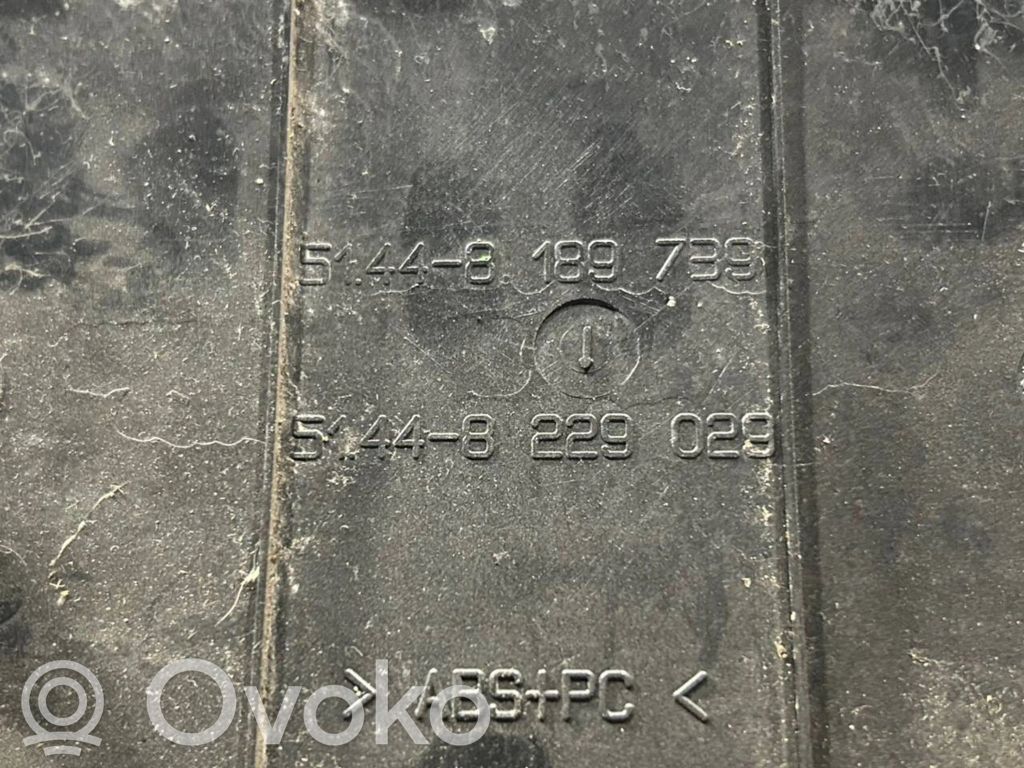 51.44-8 189 739
51.44-8 229 029
> ABS+PC <
Ovoko